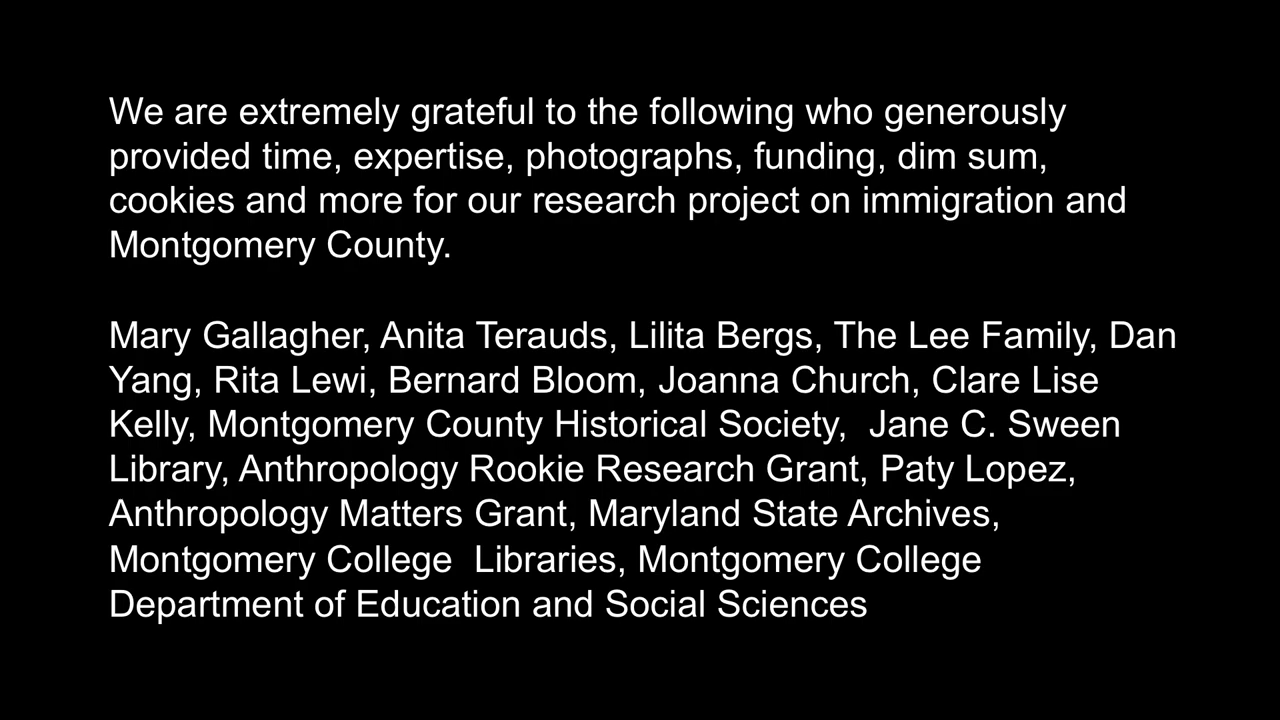 We are extremely grateful to the following who generously
provided time, expertise, photographs, funding, dim sum,
cookies and more for our research project on immigration and
Montgomery County.
Mary Gallagher, Anita Terauds, Lilita Bergs, The Lee Family, Dan
Yang, Rita Lewi, Bernard Bloom, Joanna Church, Clare Lise
Kelly, Montgomery County Historical Society,  Jane C. Sween
Library, Anthropology Rookie Research Grant, Paty Lopez,
Anthropology Matters Grant, Maryland State Archives,
Montgomery College  Libraries, Montgomery College
Department of Education and Social Sciences